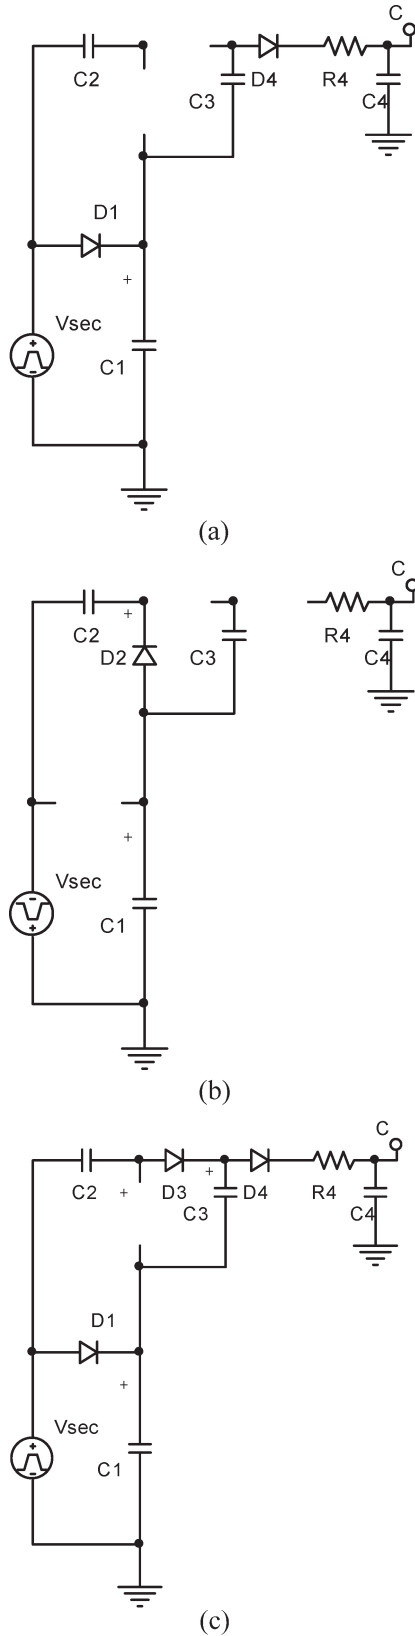 C
C2
C3
D4
R4
C4
D1
+
Vsec
+
C1
-
(a)
C
C2
+
D2
C3
R4
C4
+
Vsec
-
C1
+
(b)
C
C2
+
D3
+
C3
D4
R4
C4
D1
+
Vsec
+
C1
-
(c)